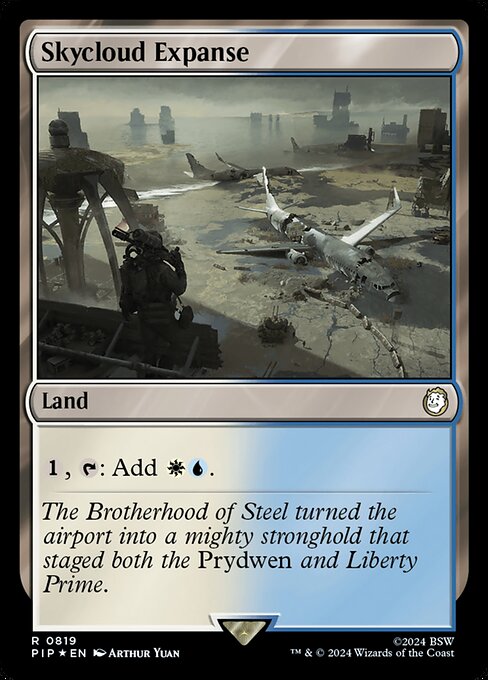 Skycloud Expanse
Land
1, : Add .
The Brotherhood of Steel turned the
airport into a mighty stronghold that
staged both the Prydwen and Liberty
Prime.
R 0819
PIP ★ EN Arthur Yuan
©2024 BSW
™ & © 2024 Wizards of the Coast